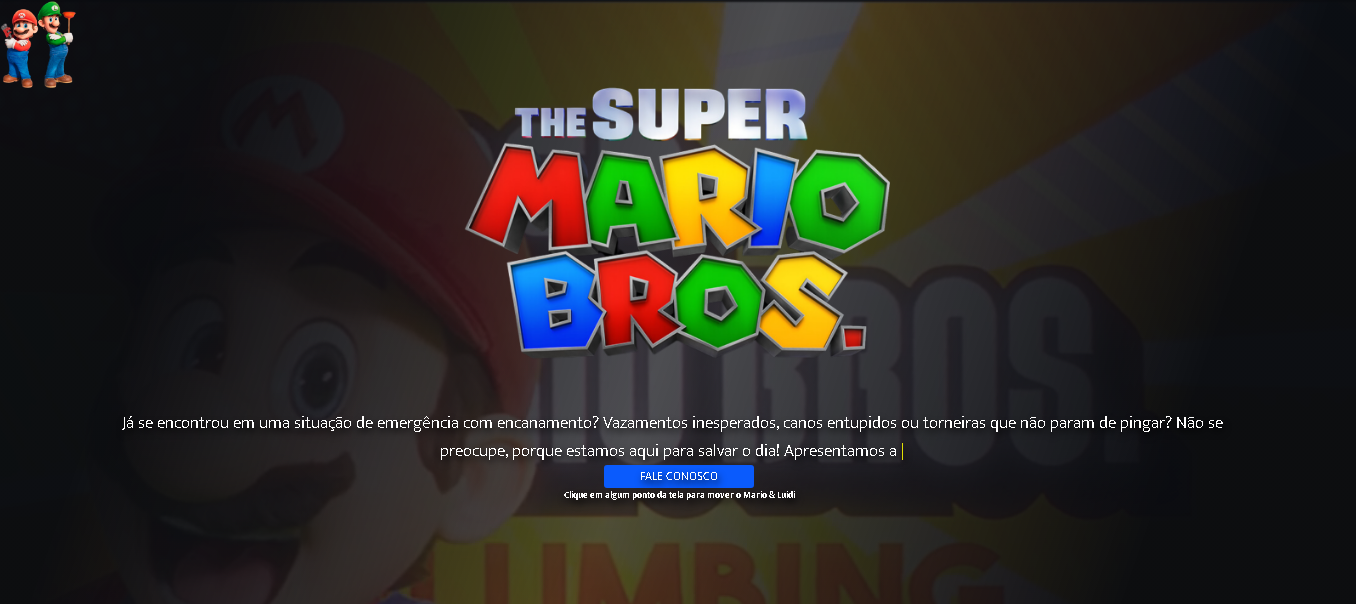 THE SUPER
MARIO
BROS.
Já se encontrou em uma situação de emergência com encanamento? Vazamentos inesperados, canos entupidos ou torneiras que não param de pingar? Não se
preocupe, porque estamos aqui para salvar o dia! Apresentamos a |
FALE CONOSCO
Clique em algum ponto da tela para mover o Mario & Luidi